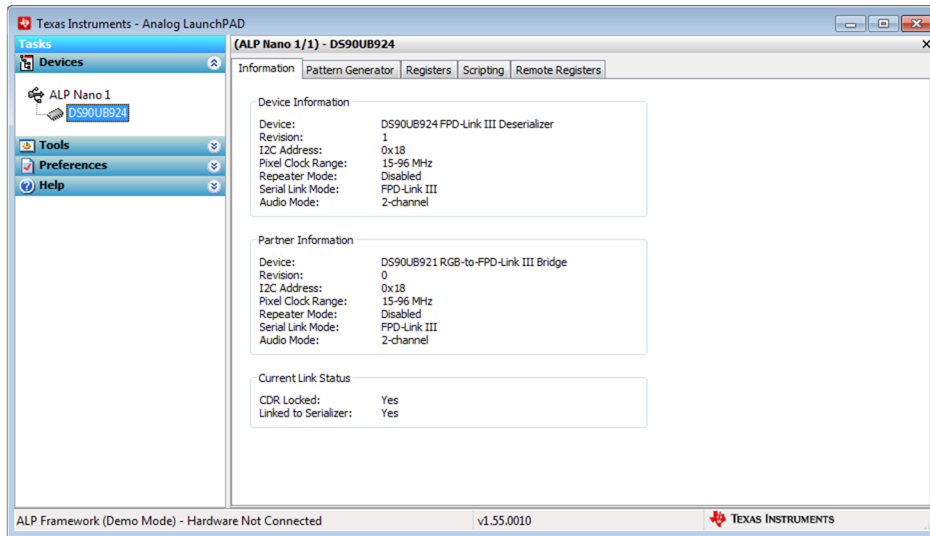 Texas Instruments - Analog LaunchPAD
Tasks
Devices
ALP Nano 1
DS90UB924
Tools
Preferences
Help
(ALP Nano 1/1) - DS90UB924
Information Pattern Generator Registers Scripting Remote Registers
Device Information
Device: DS90UB924 FPD-Link III Deserializer
Revision: 1
I2C Address: 0x18
Pixel Clock Range: 15-96 MHz
Repeater Mode: Disabled
Serial Link Mode: FPD-Link III
Audio Mode: 2-channel
Partner Information
Device: DS90UB921 RGB-to-FPD-Link III Bridge
Revision: 0
I2C Address: 0x18
Pixel Clock Range: 15-96 MHz
Repeater Mode: Disabled
Serial Link Mode: FPD-Link III
Audio Mode: 2-channel
Current Link Status
CDR Locked: Yes
Linked to Serializer: Yes
ALP Framework (Demo Mode) - Hardware Not Connected v1.55.0010 TEXAS INSTRUMENTS